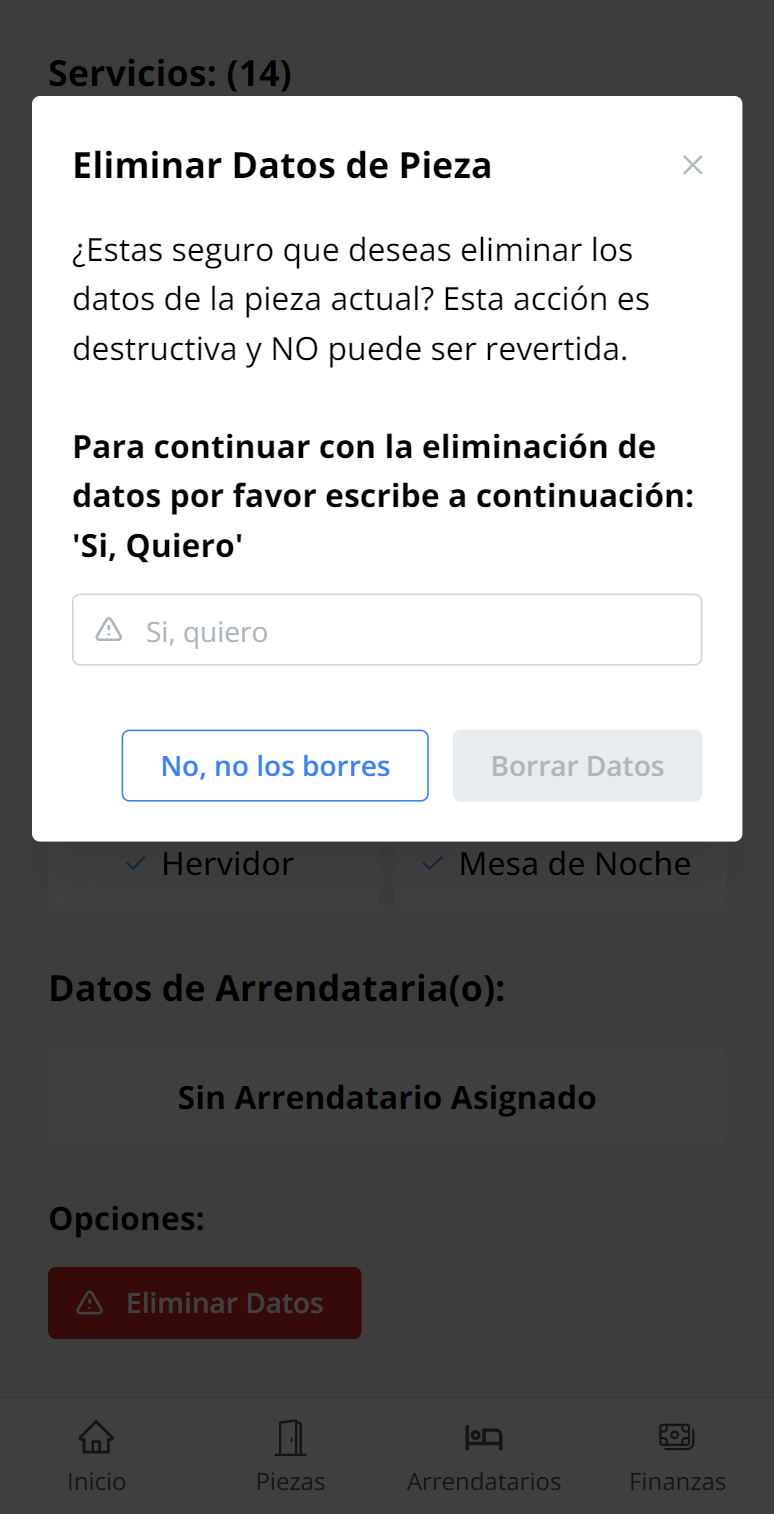 Servicios: (14)
Eliminar Datos de Pieza
¿Estas seguro que deseas eliminar los
datos de la pieza actual? Esta acción es
destructiva y NO puede ser revertida.
Para continuar con la eliminación de
datos por favor escribe a continuación:
'Si, Quiero'
Si, quiero
No, no los borres
Borrar Datos
Hervidor
Mesa de Noche
Datos de Arrendataria(o):
Sin Arrendatario Asignado
Opciones:
Eliminar Datos
Inicio
Piezas
Arrendatarios
Finanzas